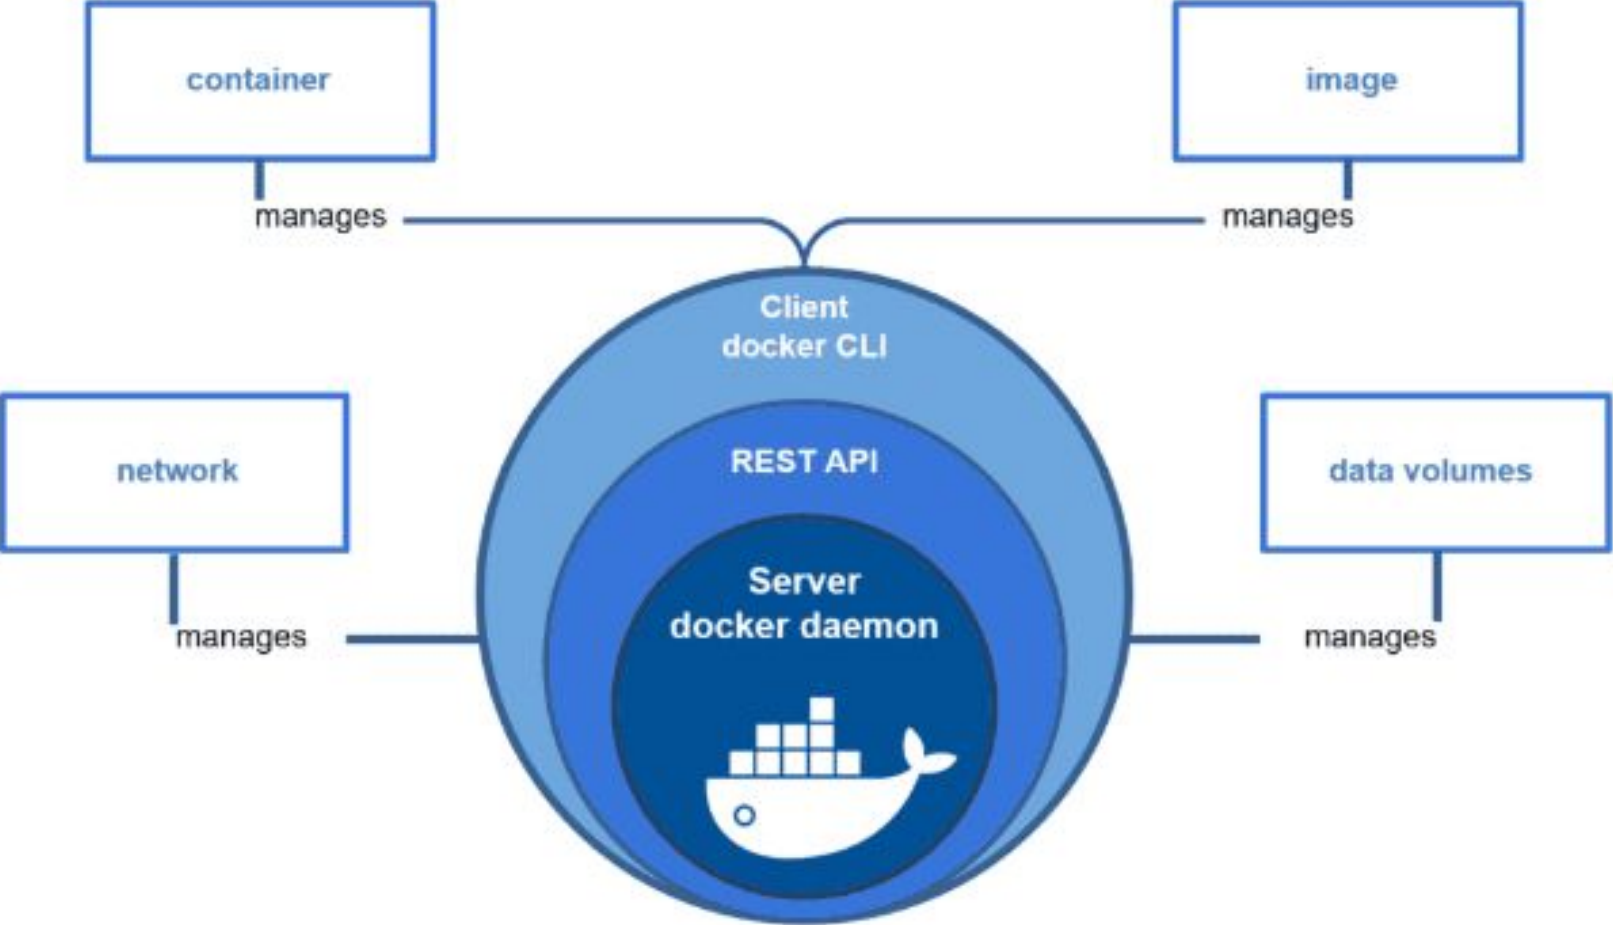 container
image
manages
manages
Client
docker CLI
network
REST API
data volumes
Server
docker daemon
manages
manages